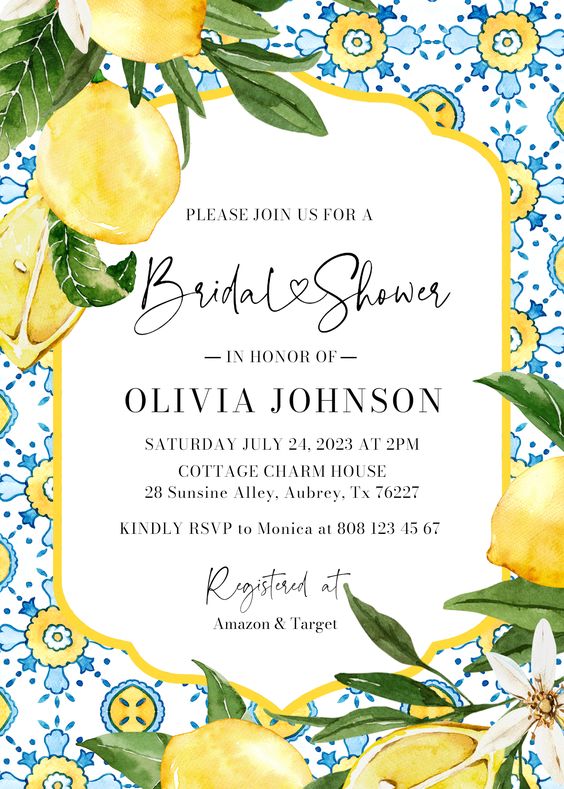 PLEASE JOIN US FOR A
Bridal♡Shower
— IN HONOR OF —
OLIVIA JOHNSON
SATURDAY JULY 24, 2023 AT 2PM
COTTAGE CHARM HOUSE
28 Sunsine Alley, Aubrey, Tx 76227
KINDLY RSVP to Monica at 808 123 45 67
Registered at
Amazon & Target